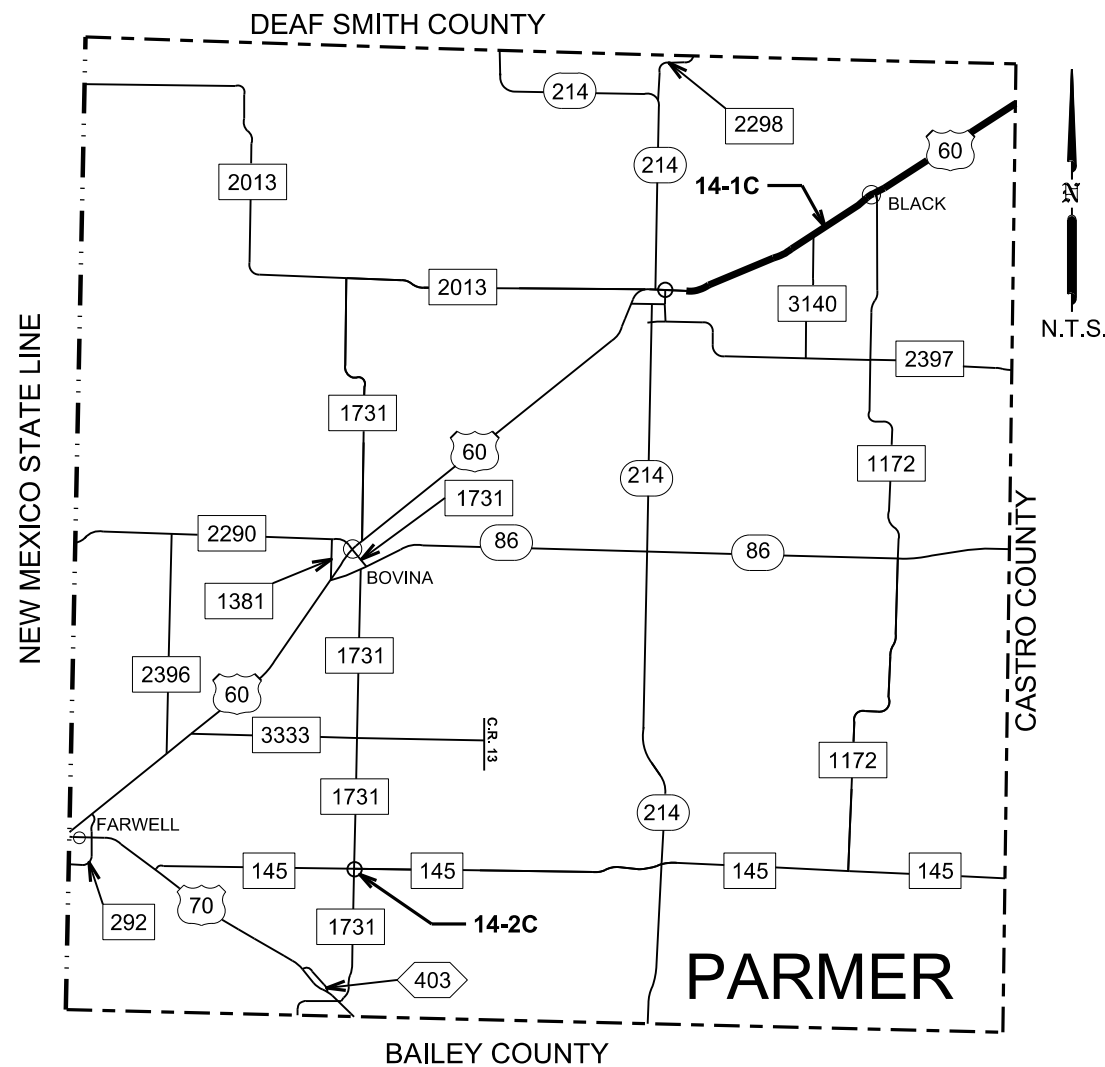 DEAF SMITH COUNTY
214
2298
60
2013
214
14-1C
BLACK
N
2013
3140
N.T.S.
2397
NEW MEXICO STATE LINE
1731
60
1172
214
1731
2290
86
86
CASTRO COUNTY
BOVINA
1381
1731
2396
60
3333
C.R. 13
1172
1731
214
FARWELL
145
145
145
145
70
292
1731
14-2C
403
PARMER
BAILEY COUNTY